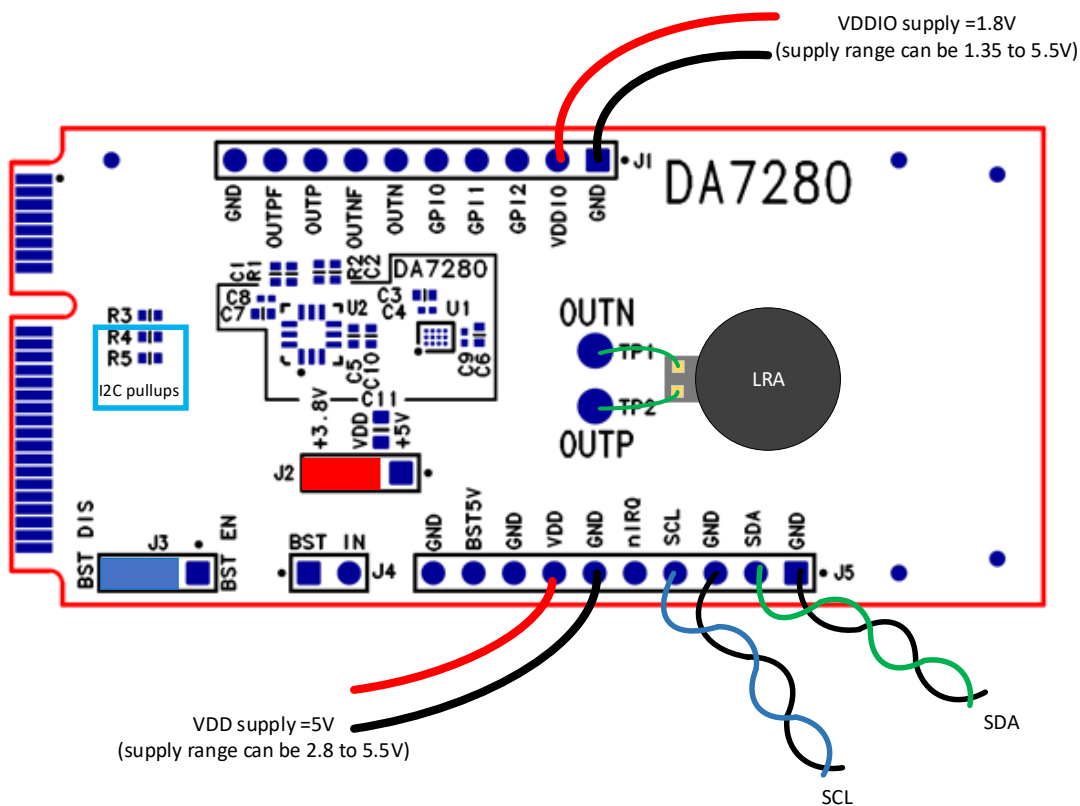 VDDIO supply =1.8V
(supply range can be 1.35 to 5.5V)
J1
DA7280
GND
OUTPF
OUTP
OUTNF
OUTN
GPI0
GPI1
GPI2
VDDIO
GND
C1
R1
R2
C2
DA7280
C8
C7
U2
C3
C4
U1
R3
R4
R5
I2C pullups
C5
C10
C9
C6
OUTN
TP1
LRA
TP2
OUTP
C11
+3.8V
VDD
+5V
J2
BST DIS
J3
BST EN
BST IN
J4
GND
BST5V
GND
VDD
GND
nIRQ
SCL
GND
SDA
GND
J5
VDD supply =5V
(supply range can be 2.8 to 5.5V)
SDA
SCL